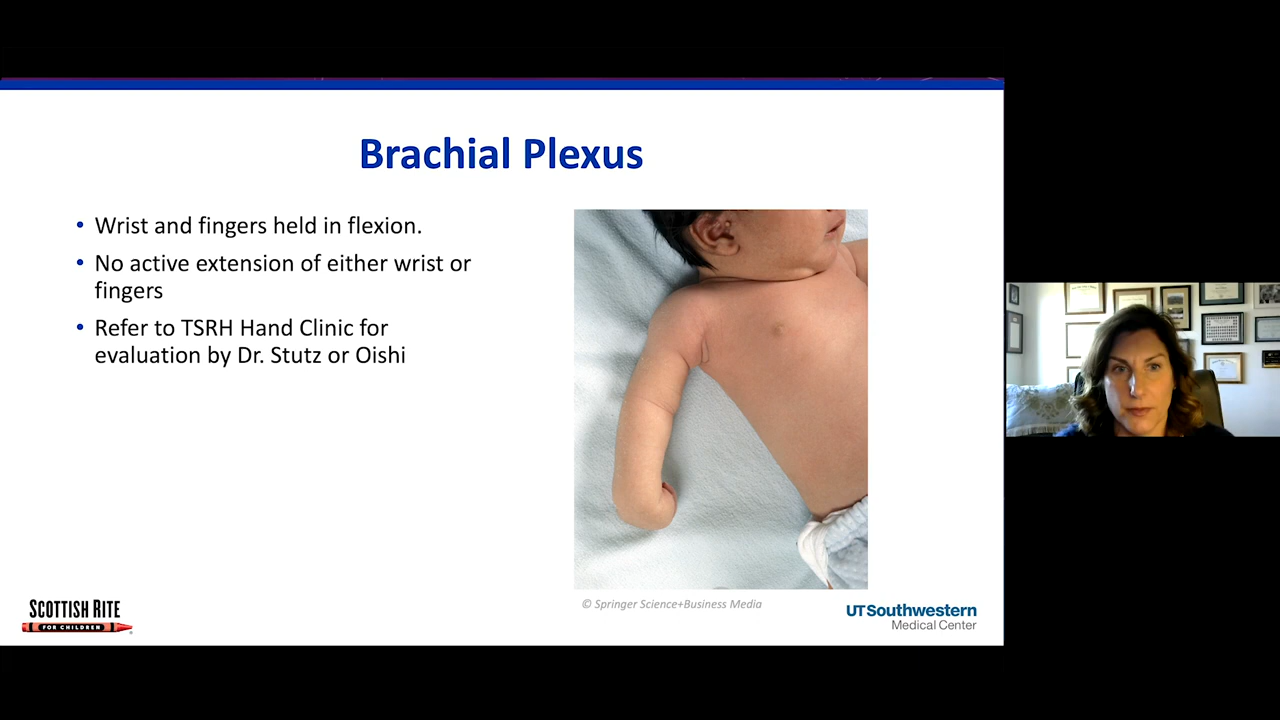 Brachial Plexus
• Wrist and fingers held in flexion.
• No active extension of either wrist or
fingers
• Refer to TSRH Hand Clinic for
evaluation by Dr. Stutz or Oishi
© Springer Science+Business Media
SCOTTISH RITE
FOR CHILDREN
UTSouthwestern
Medical Center